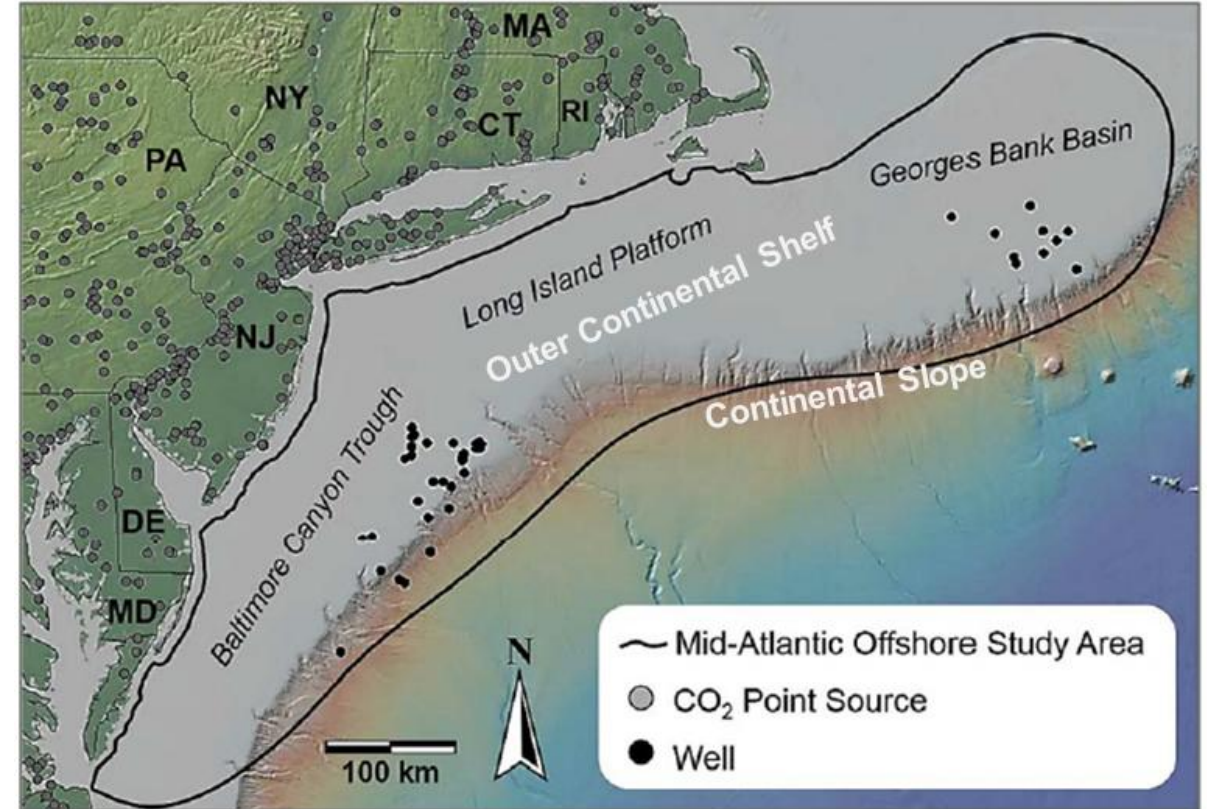 MA
NY
CT
RI
PA
Georges Bank Basin
Long Island Platform
Outer Continental Shelf
NJ
Continental Slope
Baltimore Canyon Trough
DE
MD
N
100 km
Mid-Atlantic Offshore Study Area
CO₂ Point Source
Well